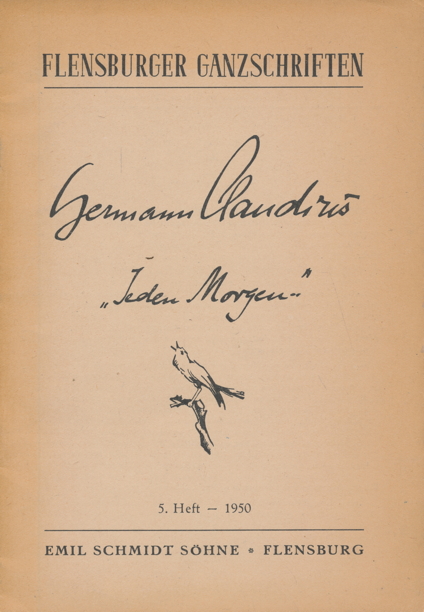 FLENSBURGER GANZSCHRIFTEN
Hermann Claudius
„Jeden Morgen-“
5. Heft – 1950
EMIL SCHMIDT SÖHNE * FLENSBURG